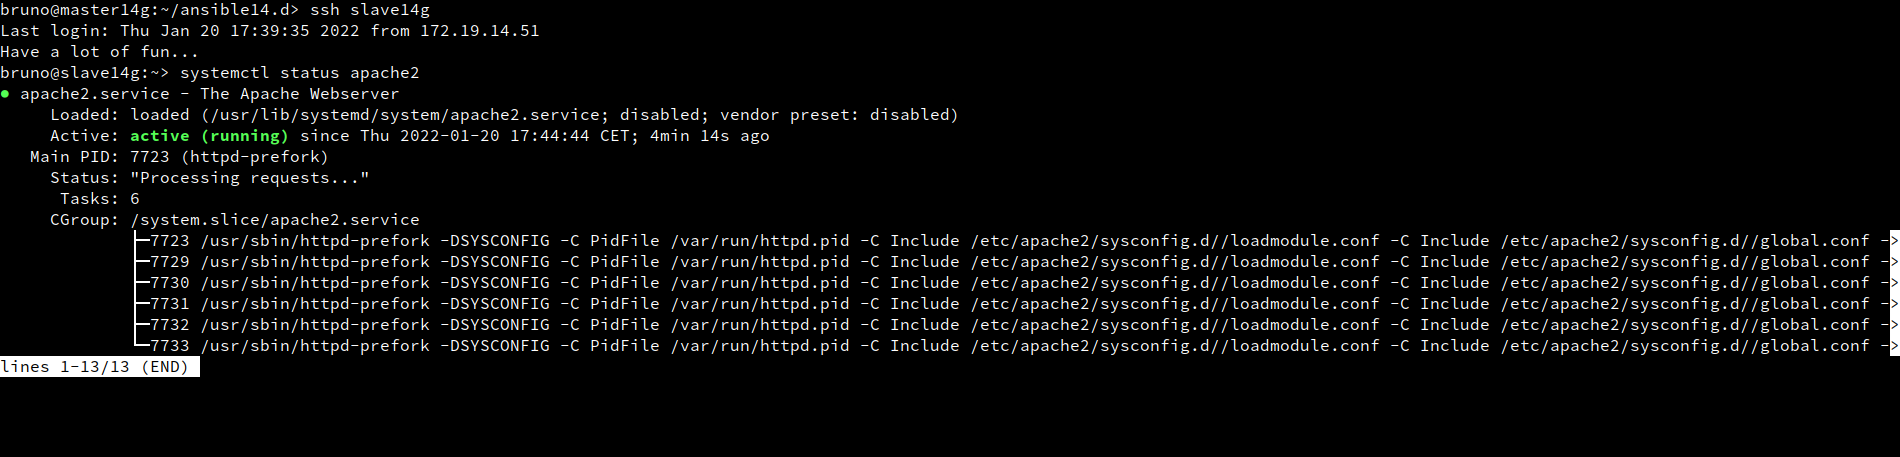 bruno@master14g:~/ansible14.d> ssh slave14g
Last login: Thu Jan 20 17:39:35 2022 from 172.19.14.51
Have a lot of fun...
bruno@slave14g:~> systemctl status apache2
● apache2.service - The Apache Webserver
     Loaded: loaded (/usr/lib/systemd/system/apache2.service; disabled; vendor preset: disabled)
     Active: active (running) since Thu 2022-01-20 17:44:44 CET; 4min 14s ago
   Main PID: 7723 (httpd-prefork)
     Status: "Processing requests..."
      Tasks: 6
     CGroup: /system.slice/apache2.service
             ├─7723 /usr/sbin/httpd-prefork -DSYSCONFIG -C PidFile /var/run/httpd.pid -C Include /etc/apache2/sysconfig.d//loadmodule.conf -C Include /etc/apache2/sysconfig.d//global.conf ->
             ├─7729 /usr/sbin/httpd-prefork -DSYSCONFIG -C PidFile /var/run/httpd.pid -C Include /etc/apache2/sysconfig.d//loadmodule.conf -C Include /etc/apache2/sysconfig.d//global.conf ->
             ├─7730 /usr/sbin/httpd-prefork -DSYSCONFIG -C PidFile /var/run/httpd.pid -C Include /etc/apache2/sysconfig.d//loadmodule.conf -C Include /etc/apache2/sysconfig.d//global.conf ->
             ├─7731 /usr/sbin/httpd-prefork -DSYSCONFIG -C PidFile /var/run/httpd.pid -C Include /etc/apache2/sysconfig.d//loadmodule.conf -C Include /etc/apache2/sysconfig.d//global.conf ->
             ├─7732 /usr/sbin/httpd-prefork -DSYSCONFIG -C PidFile /var/run/httpd.pid -C Include /etc/apache2/sysconfig.d//loadmodule.conf -C Include /etc/apache2/sysconfig.d//global.conf ->
             └─7733 /usr/sbin/httpd-prefork -DSYSCONFIG -C PidFile /var/run/httpd.pid -C Include /etc/apache2/sysconfig.d//loadmodule.conf -C Include /etc/apache2/sysconfig.d//global.conf ->
lines 1-13/13 (END)